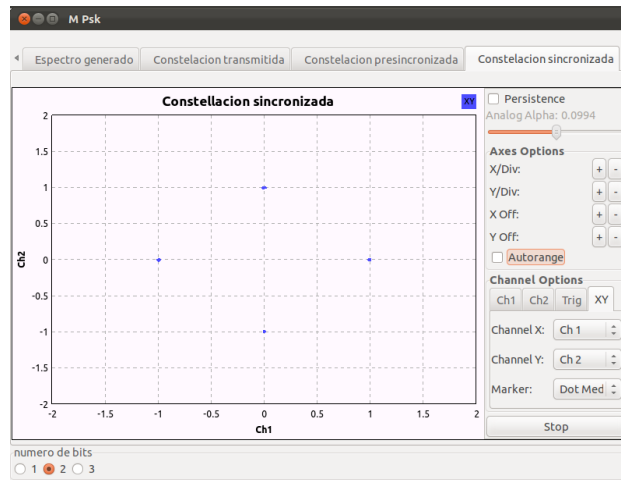 M Psk
Espectro generado Constelacion transmitida Constelacion presincronizada Constelacion sincronizada
Constellacion sincronizada
XY
Persistence
Analog Alpha: 0.0994
Axes Options
X/Div: + -
Y/Div: + -
X Off: + -
Y Off: + -
Autorange
Channel Options
Ch1 Ch2 Trig XY
Channel X: Ch 1
Channel Y: Ch 2
Marker: Dot Med
Stop
2
1.5
1
0.5
0
-0.5
-1
-1.5
-2
Ch2
-2 -1.5 -1 -0.5 0 0.5 1 1.5 2
Ch1
numero de bits
1 2 3